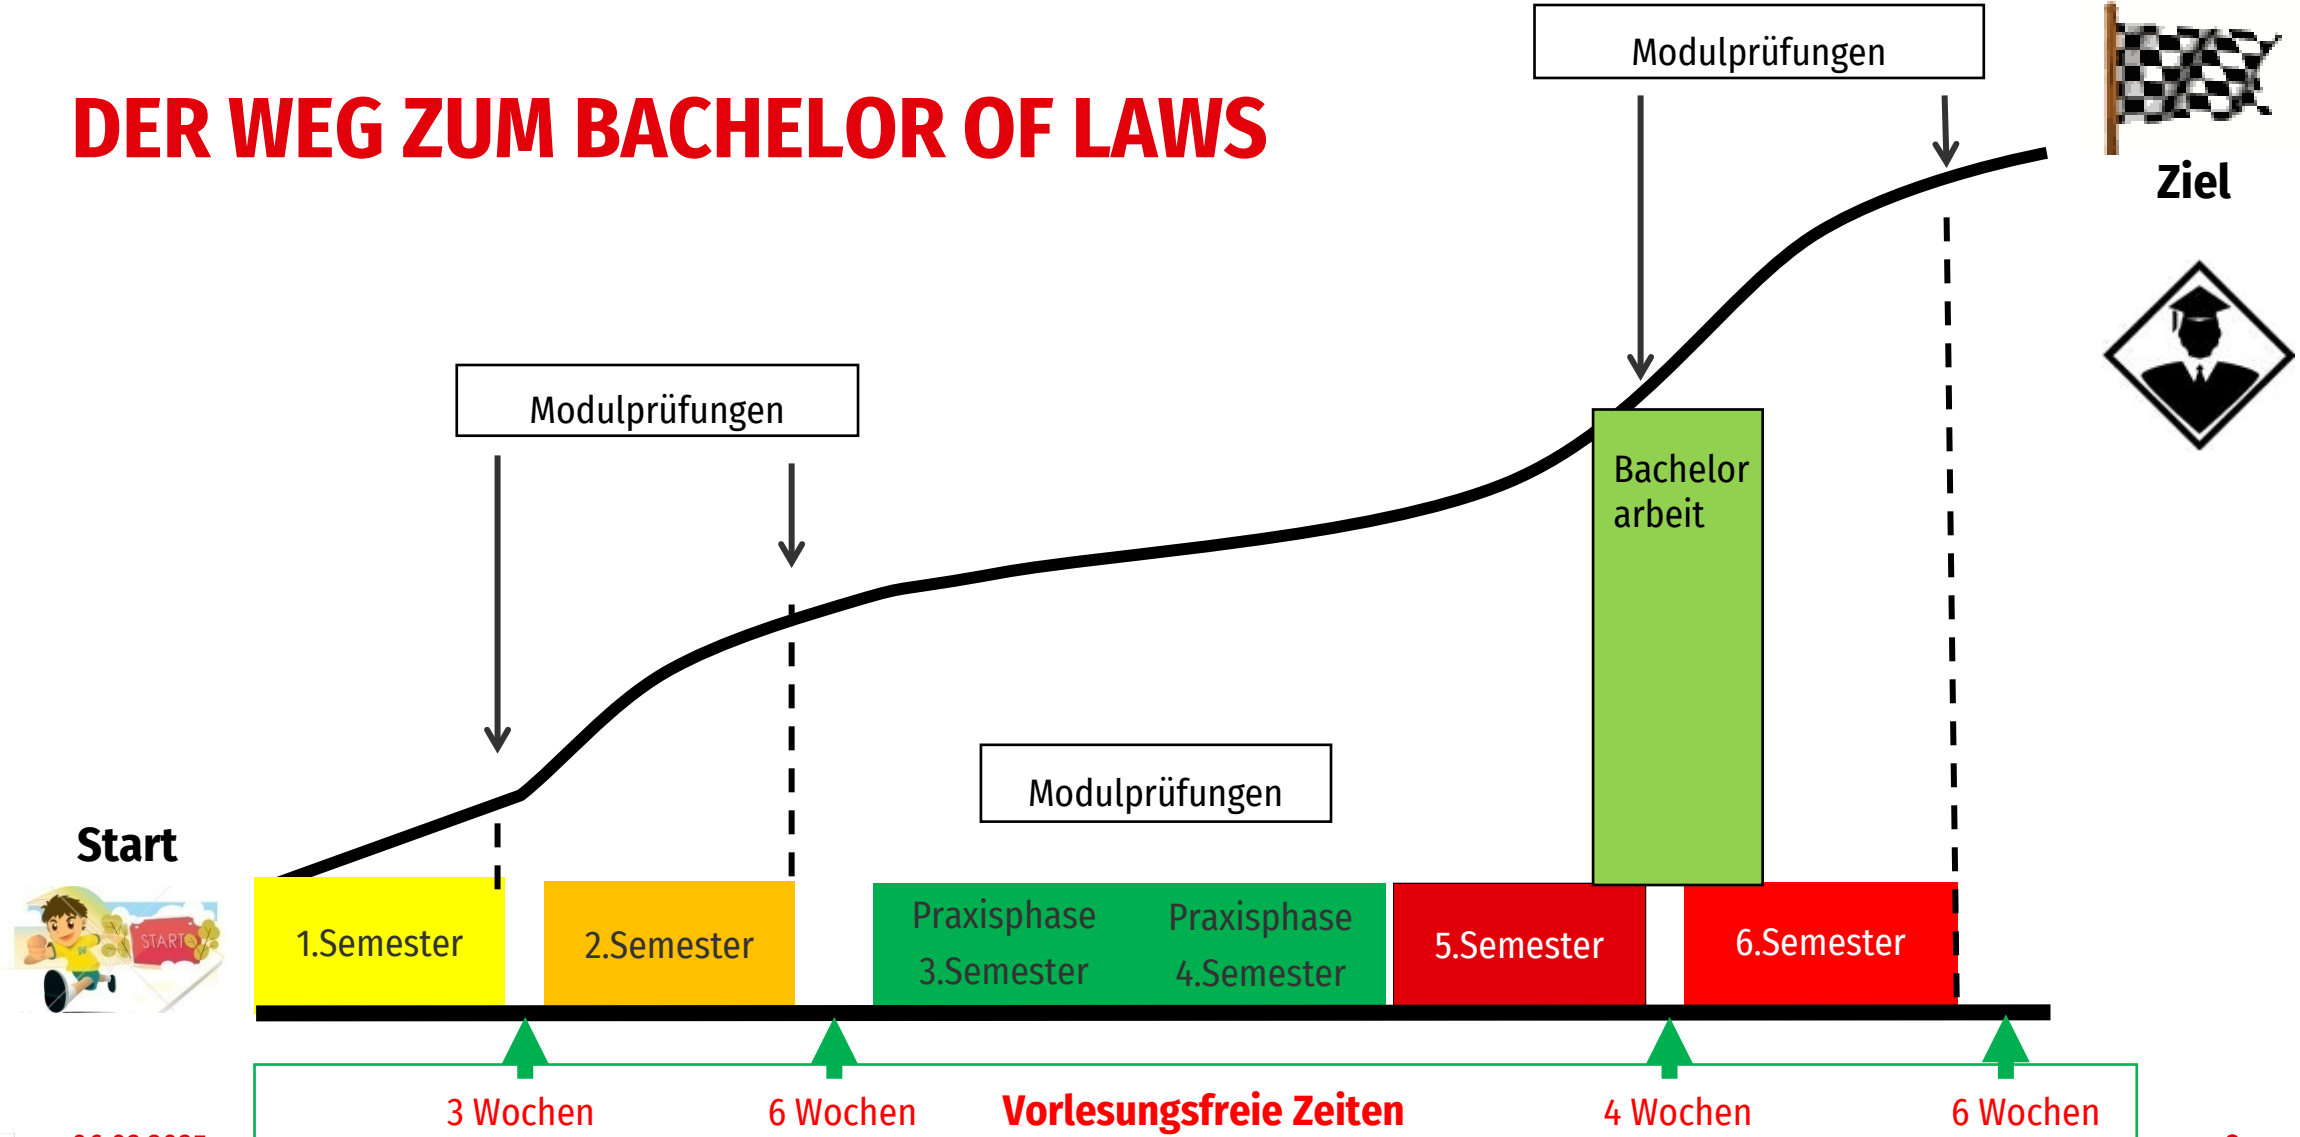 Modulprüfungen
DER WEG ZUM BACHELOR OF LAWS
Ziel
Modulprüfungen
Bachelor
arbeit
Modulprüfungen
Start
START
1.Semester
2.Semester
Praxisphase
3.Semester
Praxisphase
4.Semester
5.Semester
6.Semester
3 Wochen
6 Wochen
Vorlesungsfreie Zeiten
4 Wochen
6 Wochen